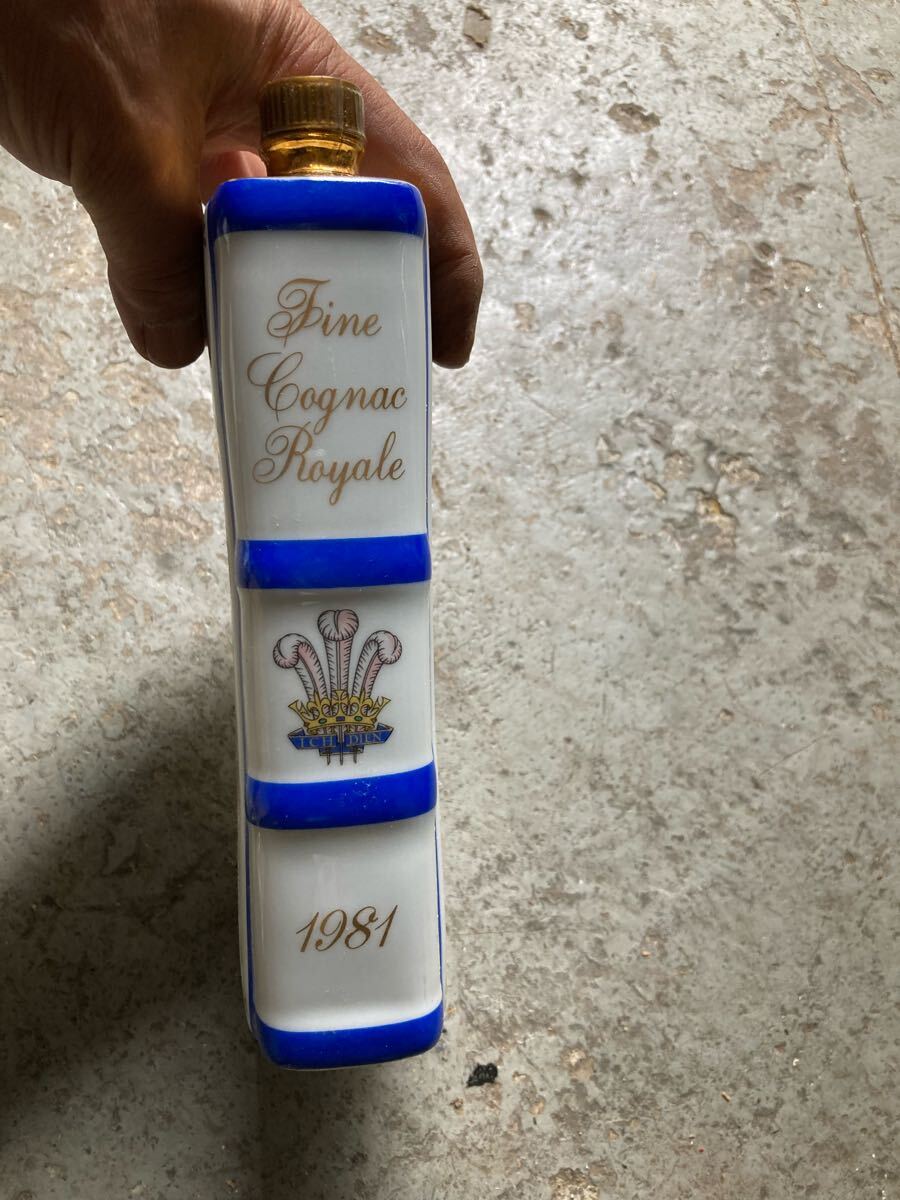 Fine
Cognac
Royale
ICH DIEN
1981